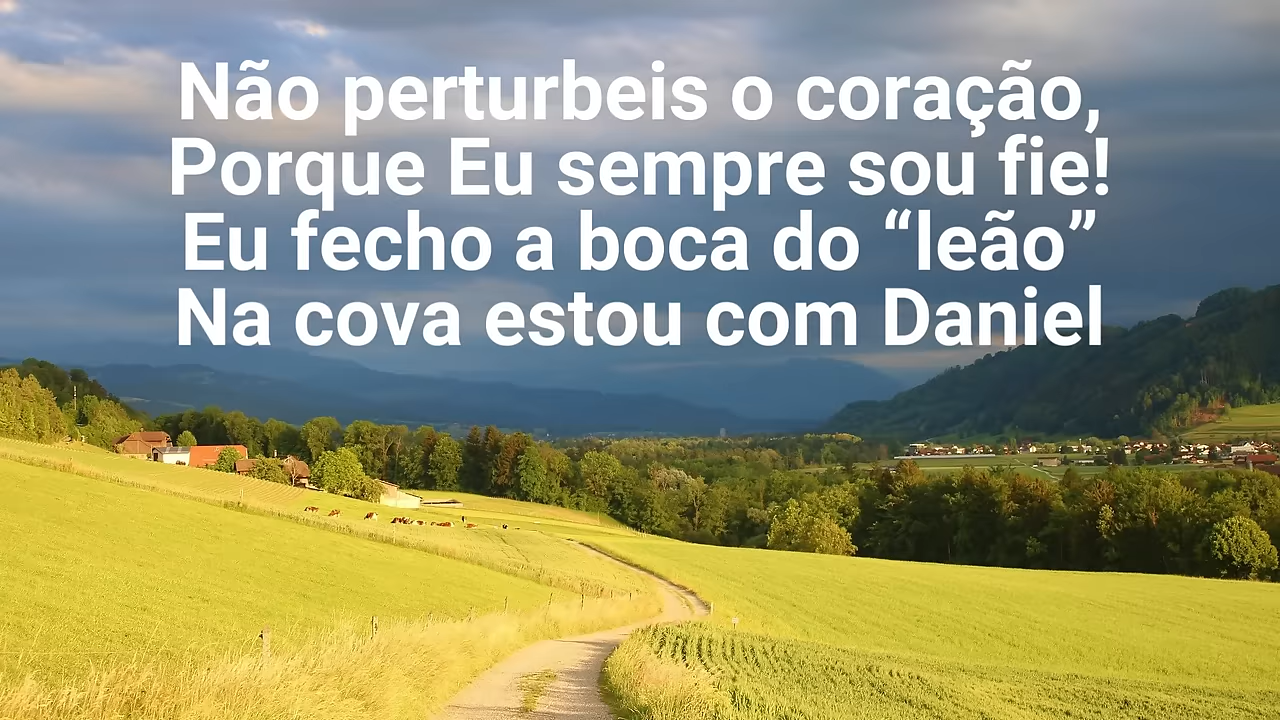 Não perturbeis o coração,
Porque Eu sempre sou fie!
Eu fecho a boca do “leão”
Na cova estou com Daniel